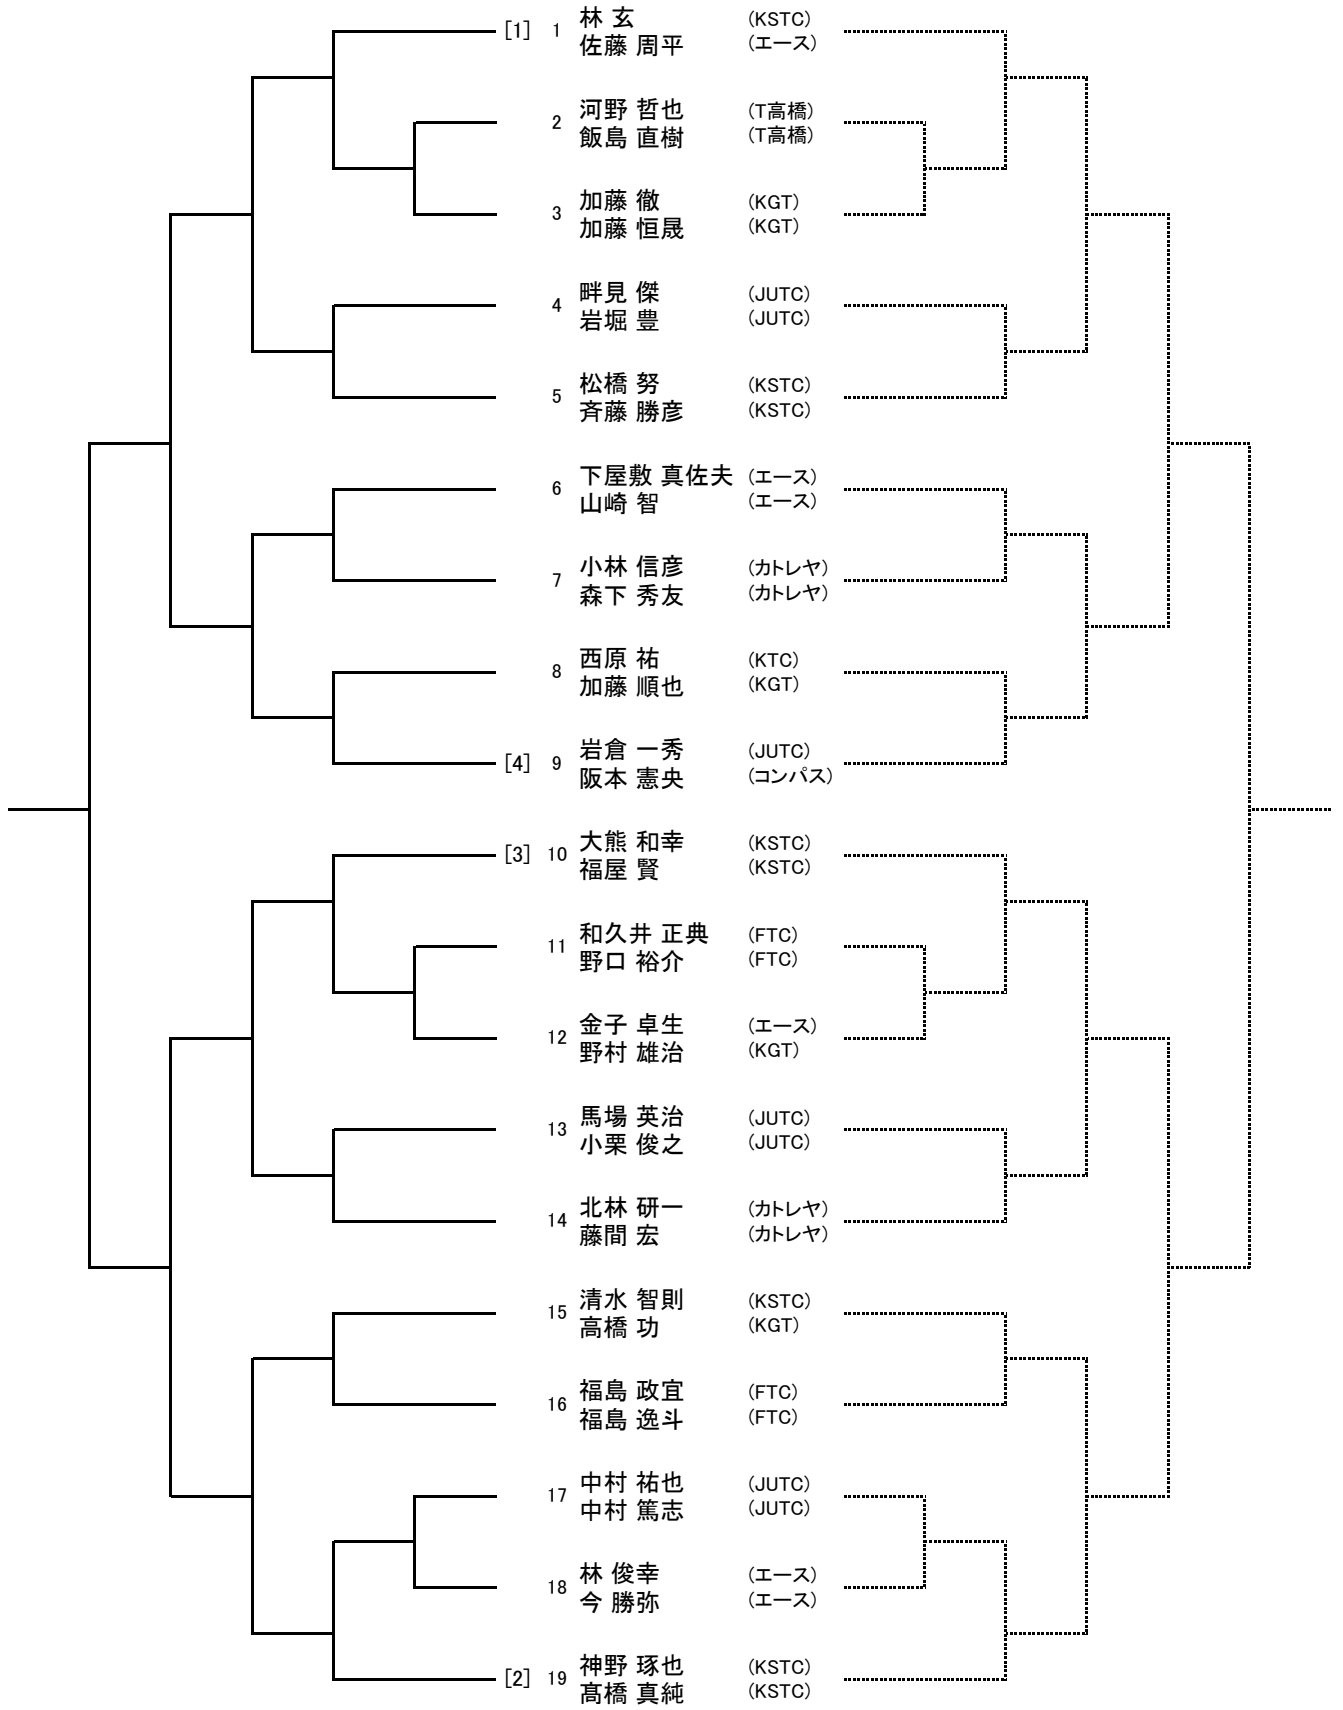 [1] 1 林 玄 (KSTC)
佐藤 周平 (エース)
2 河野 哲也 (T高橋)
飯島 直樹 (T高橋)
3 加藤 徹 (KGT)
加藤 恒晟 (KGT)
4 畔見 傑 (JUTC)
岩堀 豊 (JUTC)
5 松橋 努 (KSTC)
斉藤 勝彦 (KSTC)
6 下屋敷 真佐夫 (エース)
山崎 智 (エース)
7 小林 信彦 (カトレヤ)
森下 秀友 (カトレヤ)
8 西原 祐 (KTC)
加藤 順也 (KGT)
[4] 9 岩倉 一秀 (JUTC)
阪本 憲央 (コンパス)
[3] 10 大熊 和幸 (KSTC)
福屋 賢 (KSTC)
11 和久井 正典 (FTC)
野口 裕介 (FTC)
12 金子 卓生 (エース)
野村 雄治 (KGT)
13 馬場 英治 (JUTC)
小栗 俊之 (JUTC)
14 北林 研一 (カトレヤ)
藤間 宏 (カトレヤ)
15 清水 智則 (KSTC)
高橋 功 (KGT)
16 福島 政宜 (FTC)
福島 逸斗 (FTC)
17 中村 祐也 (JUTC)
中村 篤志 (JUTC)
18 林 俊幸 (エース)
今 勝弥 (エース)
[2] 19 神野 琢也 (KSTC)
髙橋 真純 (KSTC)